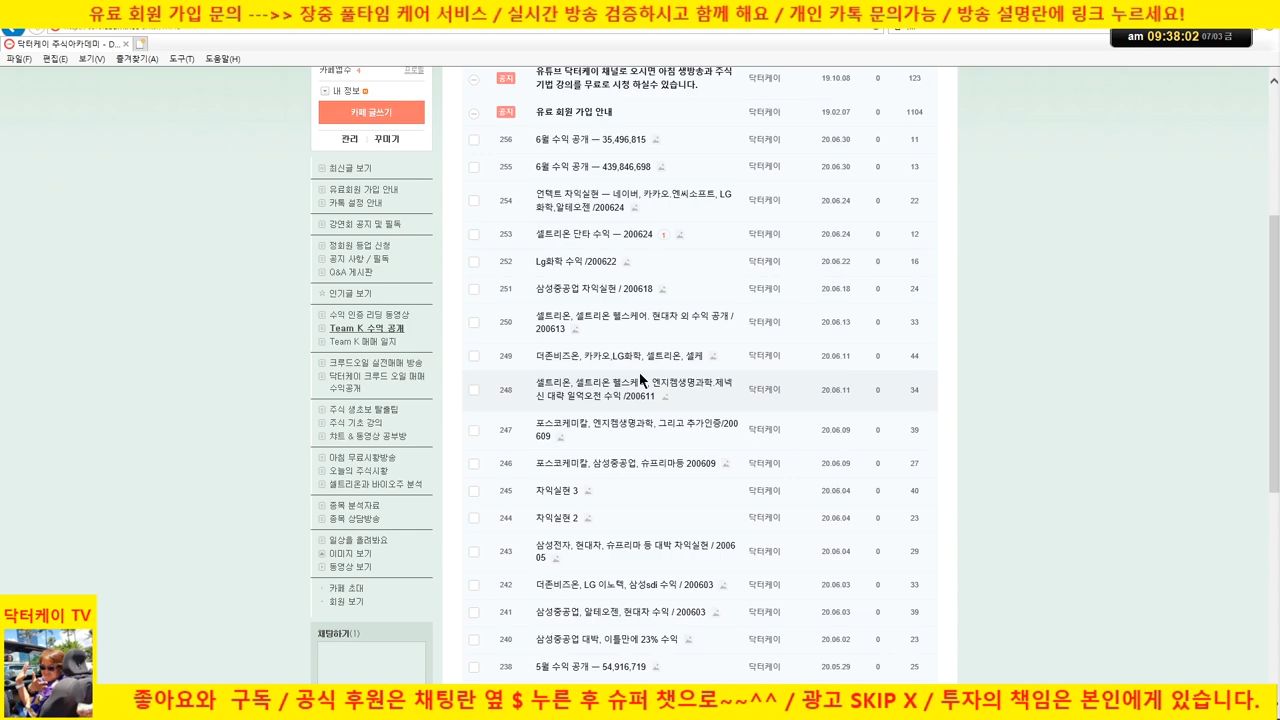 유료 회원 가입 문의 --->> 장중 풀타임 케어 서비스 / 실시간 방송 검증하시고 함께 해요 / 개인 카톡 문의가능 / 방송 설명란에 링크 누르세요!
am 09:38:02 07/03 금
닥터케이 주식아카데미 - D...
파일(F) 편집(E) 보기(V) 즐겨찾기(A) 도구(T) 도움말(H)
카페앱수 4 프로필
내 정보
카페 글쓰기
관리 꾸미기
최신글 보기
유료회원 가입 안내
카톡 설정 안내
강연회 공지 및 필독
정회원 등업 신청
공지 사항 / 필독
Q&A 게시판
인기글 보기
수익 인증 리딩 동영상
Team K 수익 공개
Team K 매매 일지
크루드오일 실전매매 방송
닥터케이 크루드 오일 매매
수익공개
주식 생초보 탈출팁
주식 기초 강의
챠트 & 동영상 공부방
아침 무료시황방송
오늘의 주식시황
셀트리온과 바이오주 분석
종목 분석자료
종목 상담방송
일상을 올려봐요
이미지 보기
동영상 보기
카페 초대
회원 보기
채팅하기(1)
공지 유튜브 닥터케이 채널로 오시면 아침 생방송과 주식 닥터케이 19.10.08 0 123
기법 강의를 무료로 시청 하실수 있습니다.
공지 유료 회원 가입 안내 닥터케이 19.02.07 0 1104
256 6월 수익 공개 ㅡ 35,496,815 닥터케이 20.06.30 0 11
255 6월 수익 공개 ㅡ 439,846,698 닥터케이 20.06.30 0 13
254 언텍트 차익실현 ㅡ 네이버, 카카오.엔씨소프트, LG 닥터케이 20.06.24 0 22
화학,알테오젠 /200624
253 셀트리온 단타 수익 ㅡ 200624 1 닥터케이 20.06.24 0 12
252 Lg화학 수익 /200622 닥터케이 20.06.22 0 16
251 삼성중공업 차익실현 / 200618 닥터케이 20.06.18 0 24
250 셀트리온, 셀트리온 헬스케어. 현대차 외 수익 공개 / 닥터케이 20.06.13 0 33
200613
249 더존비즈온, 카카오,LG화학, 셀트리온, 셀케 닥터케이 20.06.11 0 44
248 셀트리온, 셀트리온 헬스케 엔지켐생명과학.제넥 닥터케이 20.06.11 0 34
신 대략 일억오천 수익 /200611
247 포스코케미칼, 엔지켐생명과학, 그리고 추가인증/200 닥터케이 20.06.09 0 39
609
246 포스코케미칼, 삼성중공업, 슈프리마등 200609 닥터케이 20.06.09 0 27
245 차익실현 3 닥터케이 20.06.04 0 40
244 차익실현 2 닥터케이 20.06.04 0 23
243 삼성전자, 현대차, 슈프리마 등 대박 차익실현 / 2006 닥터케이 20.06.04 0 29
05
242 더존비즈온, LG 이노텍, 삼성sdi 수익 / 200603 닥터케이 20.06.03 0 33
241 삼성중공업, 알테오젠, 현대차 수익 / 200603 닥터케이 20.06.03 0 39
240 삼성중공업 대박, 이틀만에 23% 수익 닥터케이 20.06.02 0 23
238 5월 수익 공개 ㅡ 54,916,719 닥터케이 20.05.29 0 25
닥터케이 TV
좋아요와 구독 / 공식 후원은 채팅란 옆 $ 누른 후 슈퍼 챗으로~~^^ / 광고 SKIP X / 투자의 책임은 본인에게 있습니다.